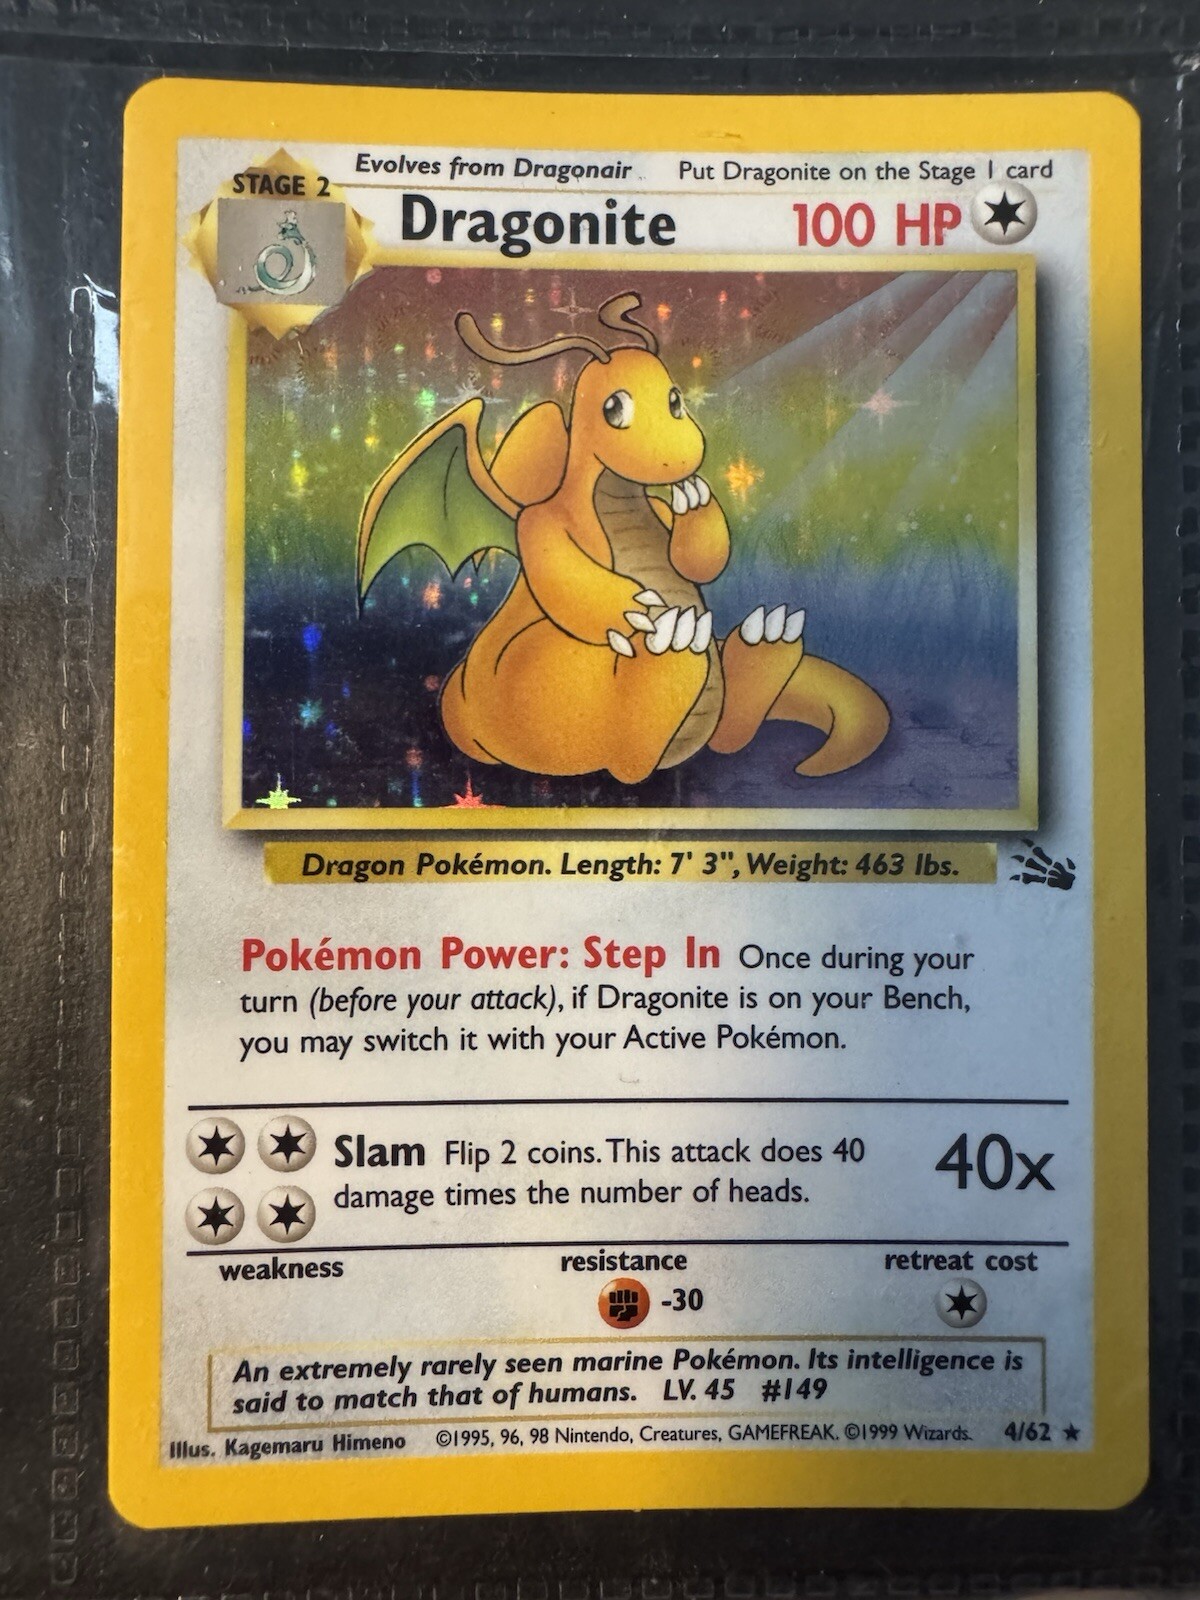 Evolves from Dragonair Put Dragonite on the Stage 1 card
STAGE 2
Dragonite 100 HP
Dragon Pokémon. Length: 7' 3", Weight: 463 lbs.
Pokémon Power: Step In Once during your
turn (before your attack), if Dragonite is on your Bench,
you may switch it with your Active Pokémon.
Slam Flip 2 coins. This attack does 40
damage times the number of heads.
40x
weakness resistance retreat cost
-30
An extremely rarely seen marine Pokémon. Its intelligence is
said to match that of humans. LV. 45 #149
Illus. Kagemaru Himeno ©1995, 96, 98 Nintendo, Creatures, GAMEFREAK. ©1999 Wizards. 4/62 ★